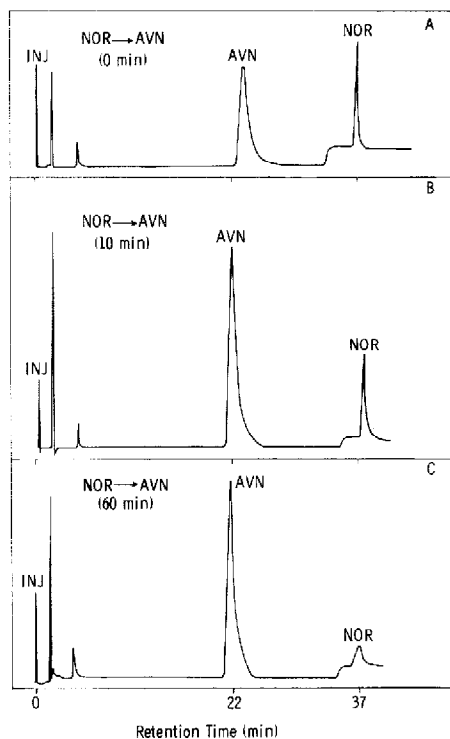 A
NOR→AVN
(0 min)
INJ
AVN
NOR
B
NOR→AVN
(10 min)
INJ
AVN
NOR
C
NOR→AVN
(60 min)
INJ
AVN
NOR
0 22 37
Retention Time (min)